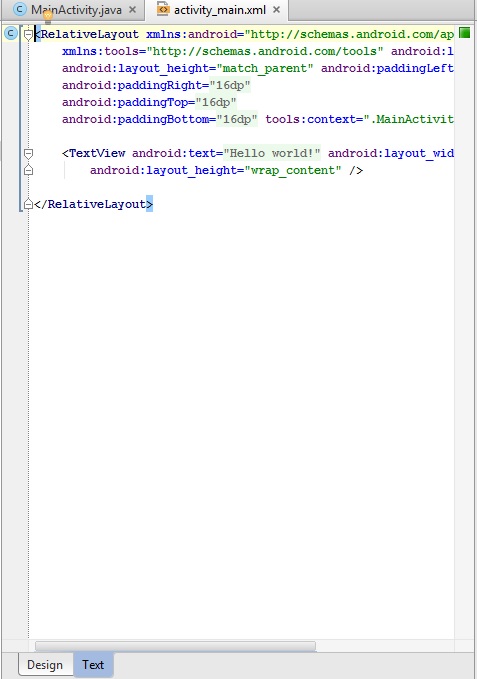 MainActivity.java
activity_main.xml
<RelativeLayout xmlns:android="http://schemas.android.com/ap
xmlns:tools="http://schemas.android.com/tools" android:l
android:layout_height="match_parent" android:paddingLeft
android:paddingRight="16dp"
android:paddingTop="16dp"
android:paddingBottom="16dp" tools:context=".MainActivit
<TextView android:text="Hello world!" android:layout_wid
android:layout_height="wrap_content" />
</RelativeLayout>
Design
Text